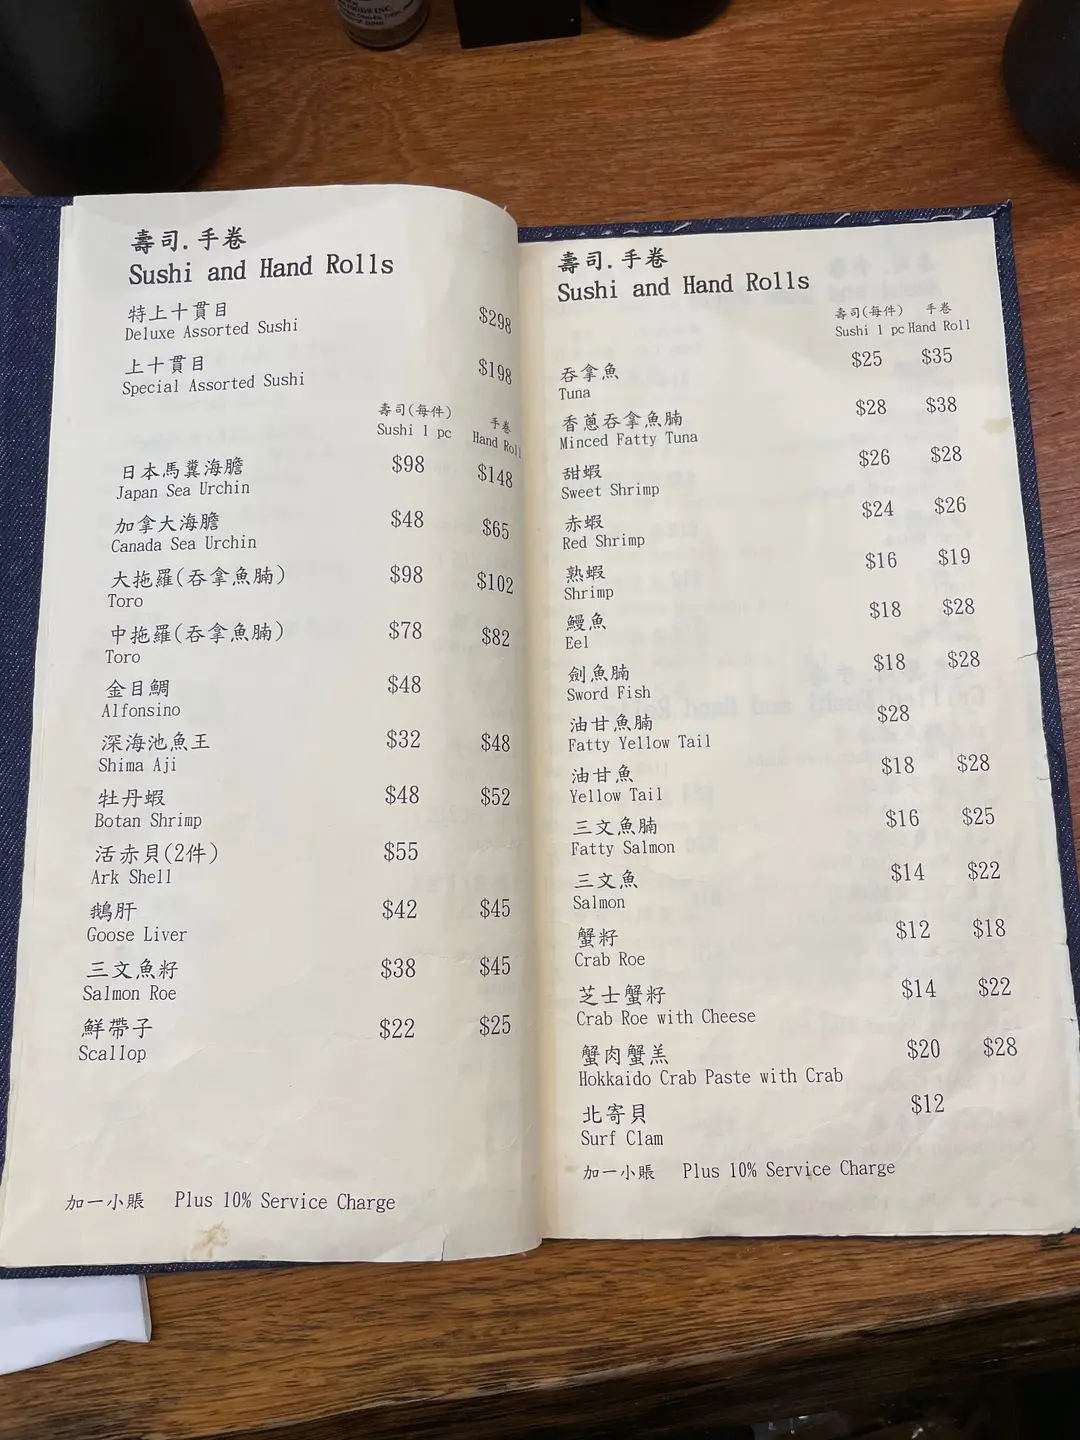 FOODS INC.
壽司.手卷
Sushi and Hand Rolls
特上十貫目
Deluxe Assorted Sushi $298
上十貫目
Special Assorted Sushi $198
壽司(每件) 手卷
Sushi 1 pc Hand Roll
日本馬糞海膽 $98 $148
Japan Sea Urchin
加拿大海膽 $48 $65
Canada Sea Urchin
大拖羅(吞拿魚腩) $98 $102
Toro
中拖羅(吞拿魚腩) $78 $82
Toro
金目鯛 $48
Alfonsino
深海池魚王 $32 $48
Shima Aji
牡丹蝦 $48 $52
Botan Shrimp
活赤貝(2件) $55
Ark Shell
鵝肝 $42 $45
Goose Liver
三文魚籽 $38 $45
Salmon Roe
鮮帶子 $22 $25
Scallop
加一小賬 Plus 10% Service Charge
壽司.手卷
Sushi and Hand Rolls
壽司(每件) 手卷
Sushi 1 pc Hand Roll
吞拿魚 $25 $35
Tuna
香蔥吞拿魚腩 $28 $38
Minced Fatty Tuna
甜蝦 $26 $28
Sweet Shrimp
赤蝦 $24 $26
Red Shrimp
熟蝦 $16 $19
Shrimp
鰻魚 $18 $28
Eel
劍魚腩 $18 $28
Sword Fish
油甘魚腩 $28
Fatty Yellow Tail
油甘魚 $18 $28
Yellow Tail
三文魚腩 $16 $25
Fatty Salmon
三文魚 $14 $22
Salmon
蟹籽 $12 $18
Crab Roe
芝士蟹籽 $14 $22
Crab Roe with Cheese
蟹肉蟹羔 $20 $28
Hokkaido Crab Paste with Crab
北寄貝 $12
Surf Clam
加一小賬 Plus 10% Service Charge